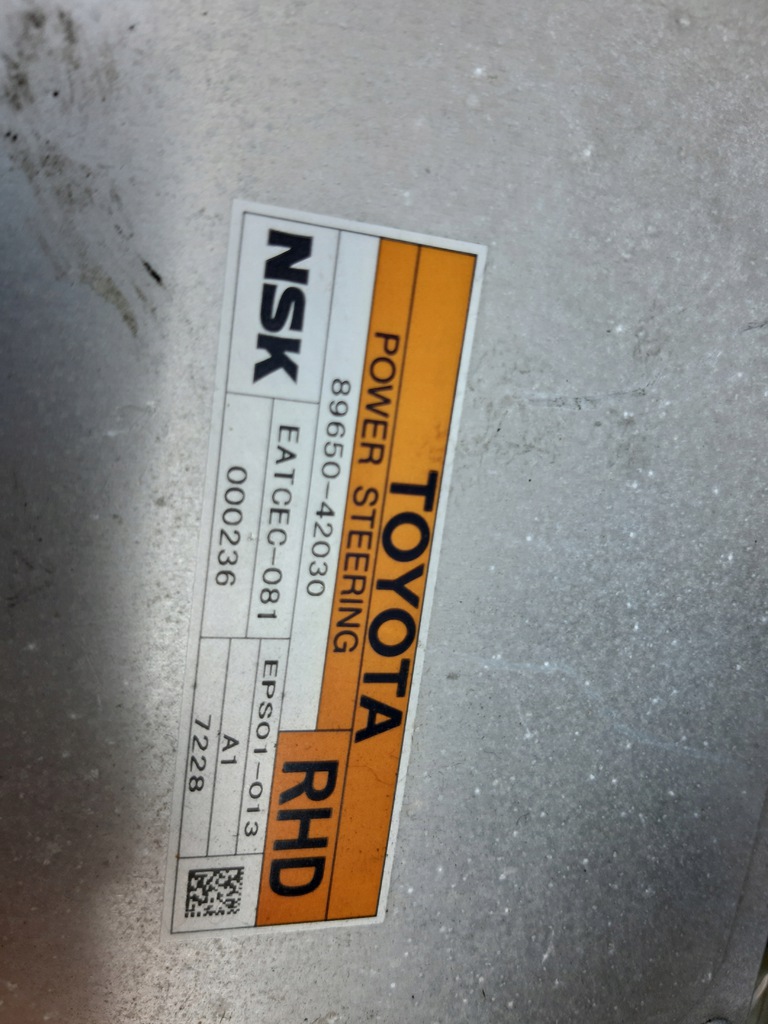 TOYOTA
POWER STEERING
RHD
89650-42030
NSK
EATCEC-081
000236
EPS01-013
A1
7228